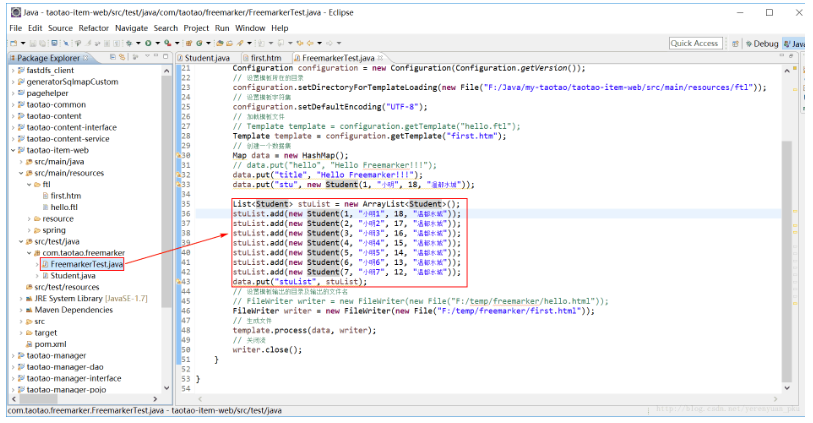 Java - taotao-item-web/src/test/java/com/taotao/freemarker/FreemarkerTest.java - Eclipse
File Edit Source Refactor Navigate Search Project Run Window Help
Quick Access
Debug
Jav
Package Explorer
Student.java
first.htm
FreemarkerTest.java
fastdfs_client
generatorSqlmapCustom
pagehelper
taotao-common
taotao-content
taotao-content-interface
taotao-content-service
taotao-item-web
src/main/java
src/main/resources
ftl
first.htm
hello.ftl
resource
spring
src/test/java
com.taotao.freemarker
FreemarkerTest.java
Student.java
src/test/resources
JRE System Library [JavaSE-1.7]
Maven Dependencies
src
target
pom.xml
taotao-manager
taotao-manager-dao
taotao-manager-interface
taotao-manager-pojo
21 Configuration configuration = new Configuration(Configuration.getVersion());
22 // 设置模板所在的目录
23 configuration.setDirectoryForTemplateLoading(new File("F:/Java/my-taotao/taotao-item-web/src/main/resources/ftl"));
24 // 设置模板字符集
25 configuration.setDefaultEncoding("UTF-8");
26 // 加载模板文件
27 // Template template = configuration.getTemplate("hello.ftl");
28 Template template = configuration.getTemplate("first.htm");
29 // 创建一个数据集
30 Map data = new HashMap();
31 // data.put("hello", "Hello Freemarker!!!");
32 data.put("title", "Hello Freemarker!!!");
33 data.put("stu", new Student(1, "小明", 18, "温都水城"));
34
35 List<Student> stuList = new ArrayList<Student>();
36 stuList.add(new Student(1, "小明1", 18, "温都水城"));
37 stuList.add(new Student(2, "小明2", 17, "温都水城"));
38 stuList.add(new Student(3, "小明3", 16, "温都水城"));
39 stuList.add(new Student(4, "小明4", 15, "温都水城"));
40 stuList.add(new Student(5, "小明5", 14, "温都水城"));
41 stuList.add(new Student(6, "小明6", 13, "温都水城"));
42 stuList.add(new Student(7, "小明7", 12, "温都水城"));
43 data.put("stuList", stuList);
44 // 设置模板输出的目录及输出的文件名
45 // FileWriter writer = new FileWriter(new File("F:/temp/freemarker/hello.html"));
46 FileWriter writer = new FileWriter(new File("F:/temp/freemarker/first.html"));
47 // 生成文件
48 template.process(data, writer);
49 // 关闭流
50 writer.close();
51 }
52
53 }
54
com.taotao.freemarker.FreemarkerTest.java - taotao-item-web/src/test/java